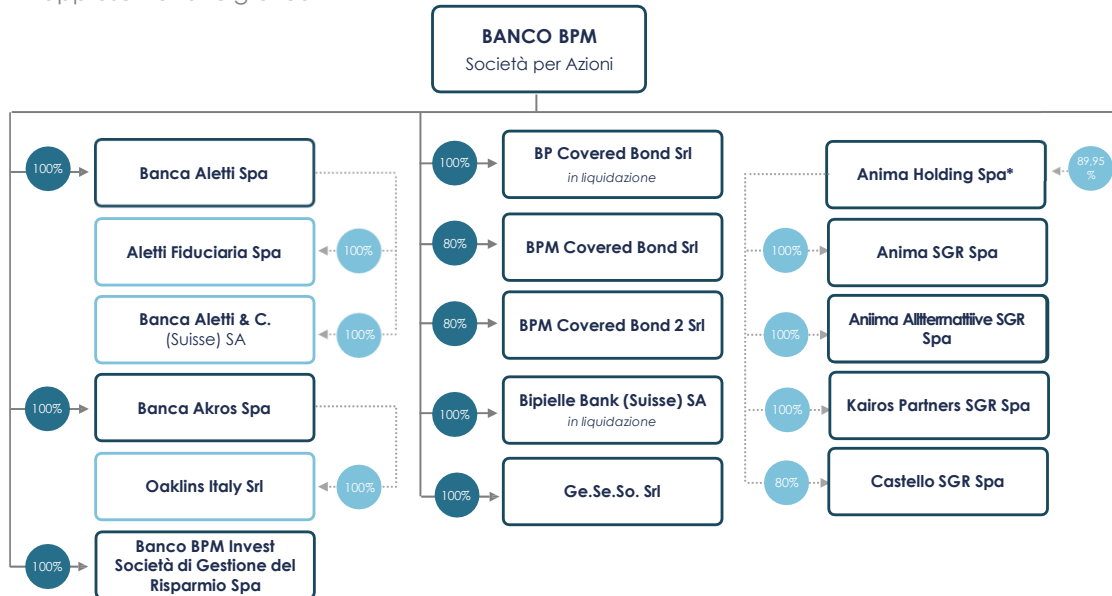 BANCO BPM
Società per Azioni
100%
Banca Aletti Spa
Aletti Fiduciaria Spa
100%
Banca Aletti & C.
(Suisse) SA
100%
100%
Banca Akros Spa
Oaklins Italy Srl
100%
100%
Banco BPM Invest
Società di Gestione del
Risparmio Spa
100%
BP Covered Bond Srl
in liquidazione
80%
BPM Covered Bond Srl
80%
BPM Covered Bond 2 Srl
100%
Bipielle Bank (Suisse) SA
in liquidazione
100%
Ge.Se.So. Srl
Anima Holding Spa*
89,95
%
100%
Anima SGR Spa
100%
Aniima Allltternattiive SGR
Spa
100%
Kairos Partners SGR Spa
80%
Castello SGR Spa